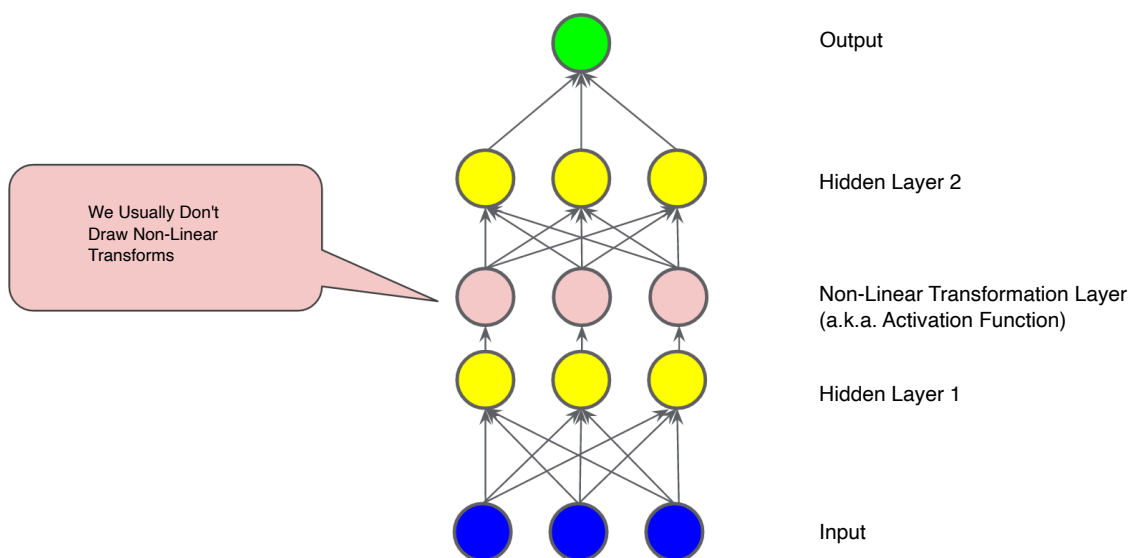 Output
Hidden Layer 2
We Usually Don't
Draw Non-Linear
Transforms
Non-Linear Transformation Layer
(a.k.a. Activation Function)
Hidden Layer 1
Input